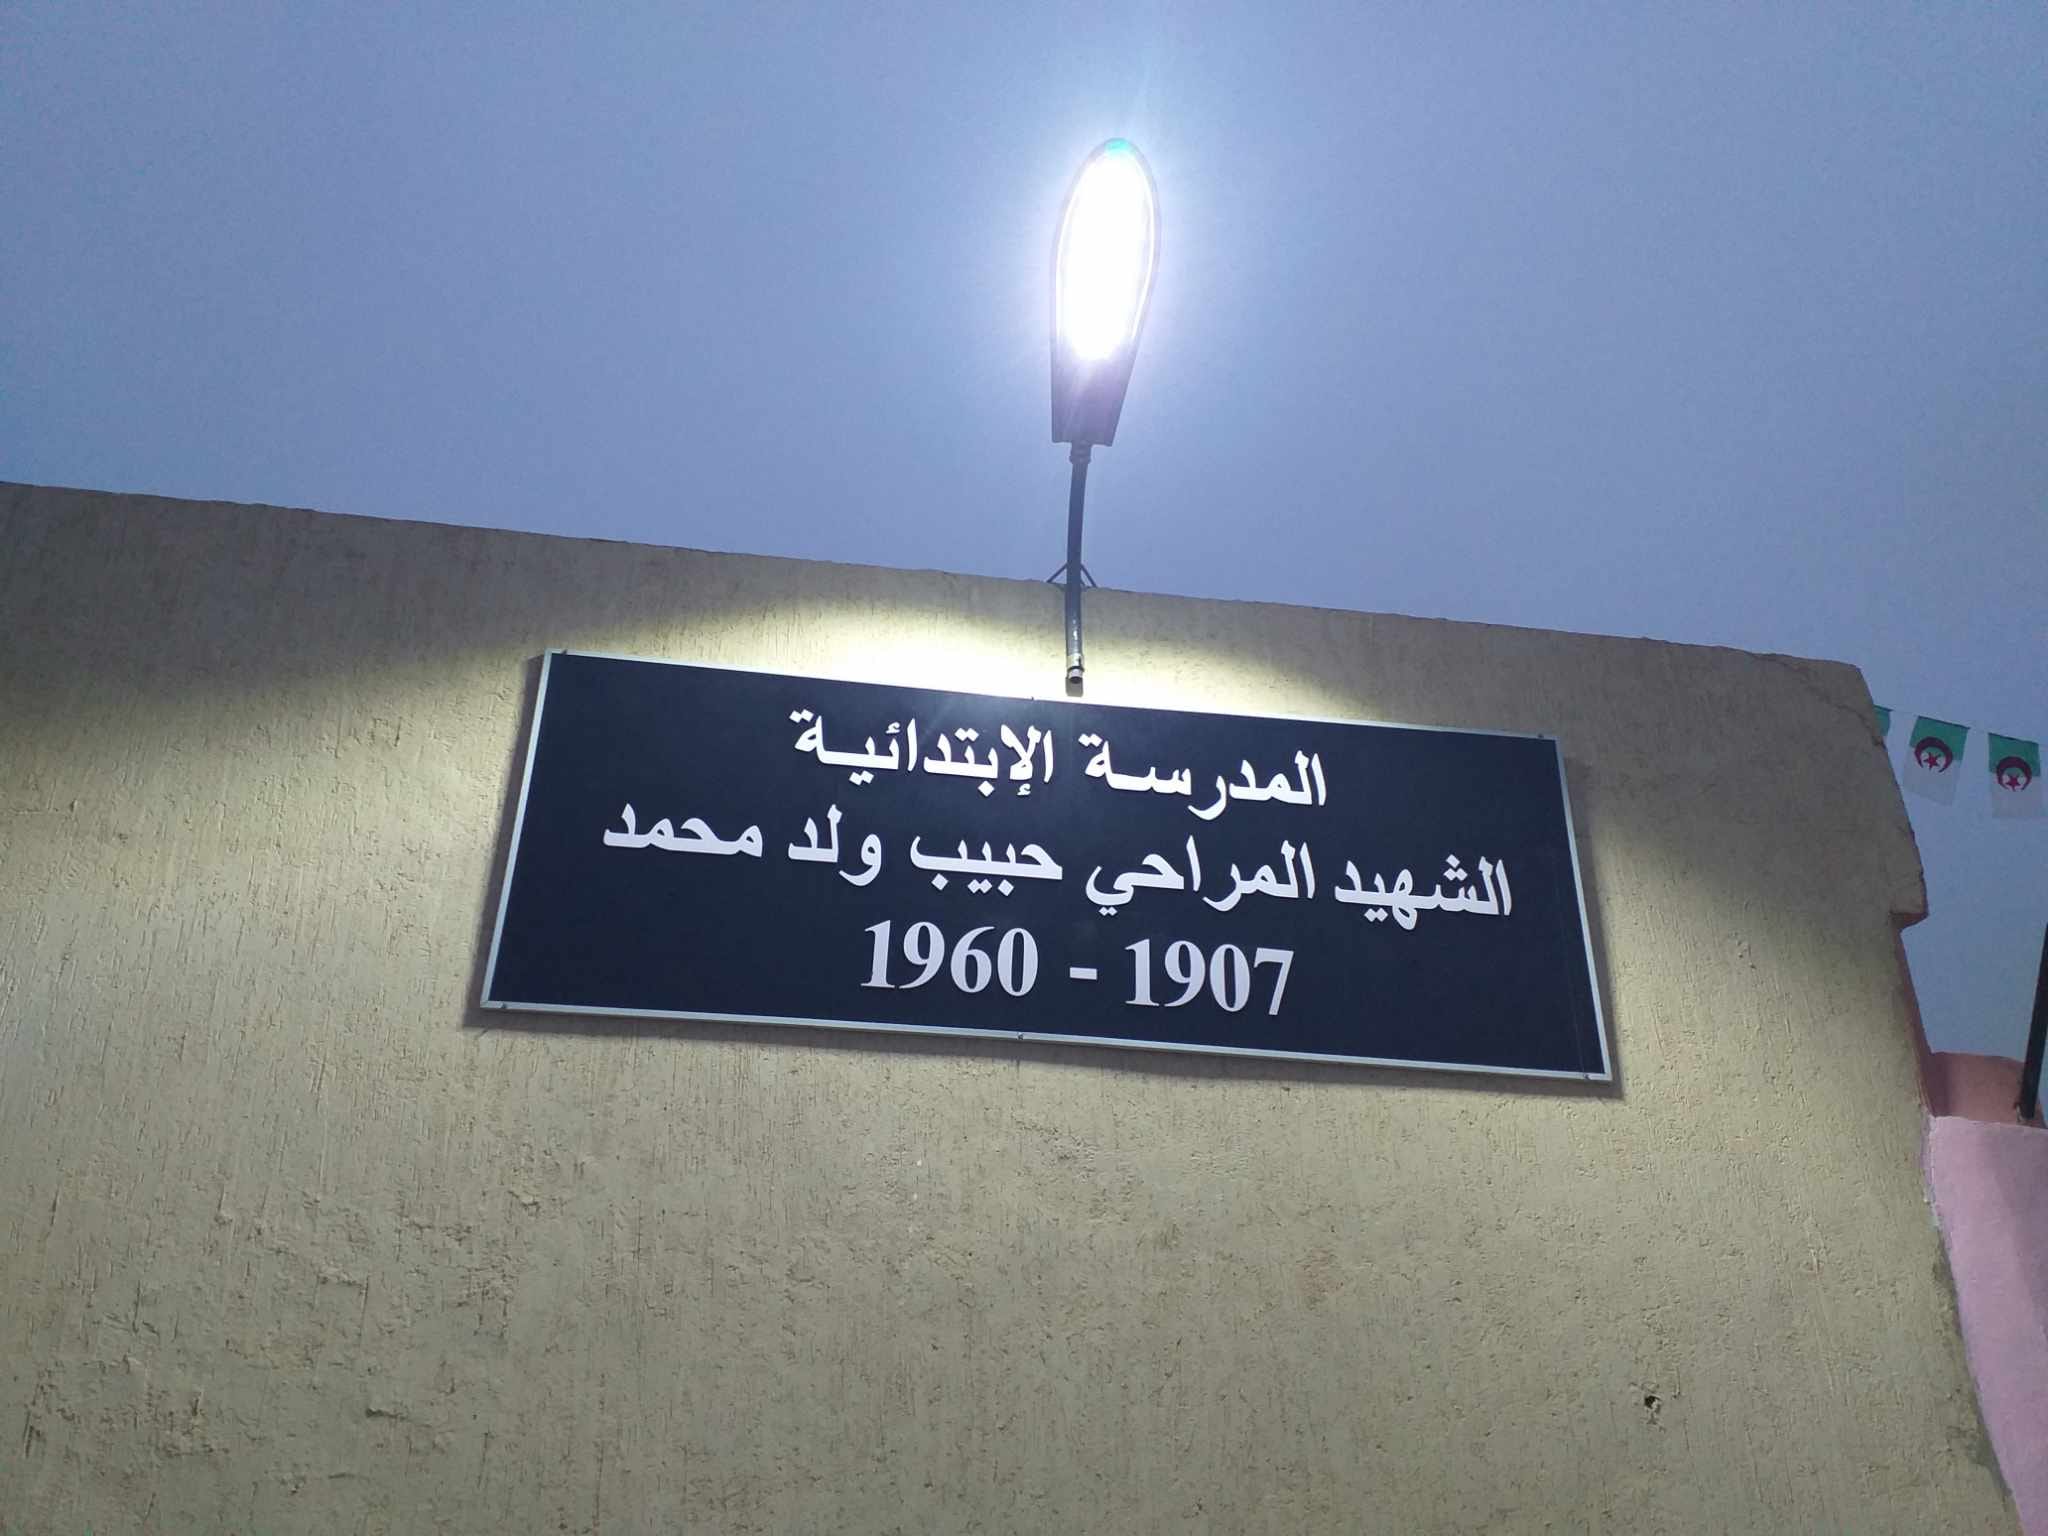 المدرسة الإبتدائية
الشهيد المراحي حبيب ولد محمد
1907 - 1960